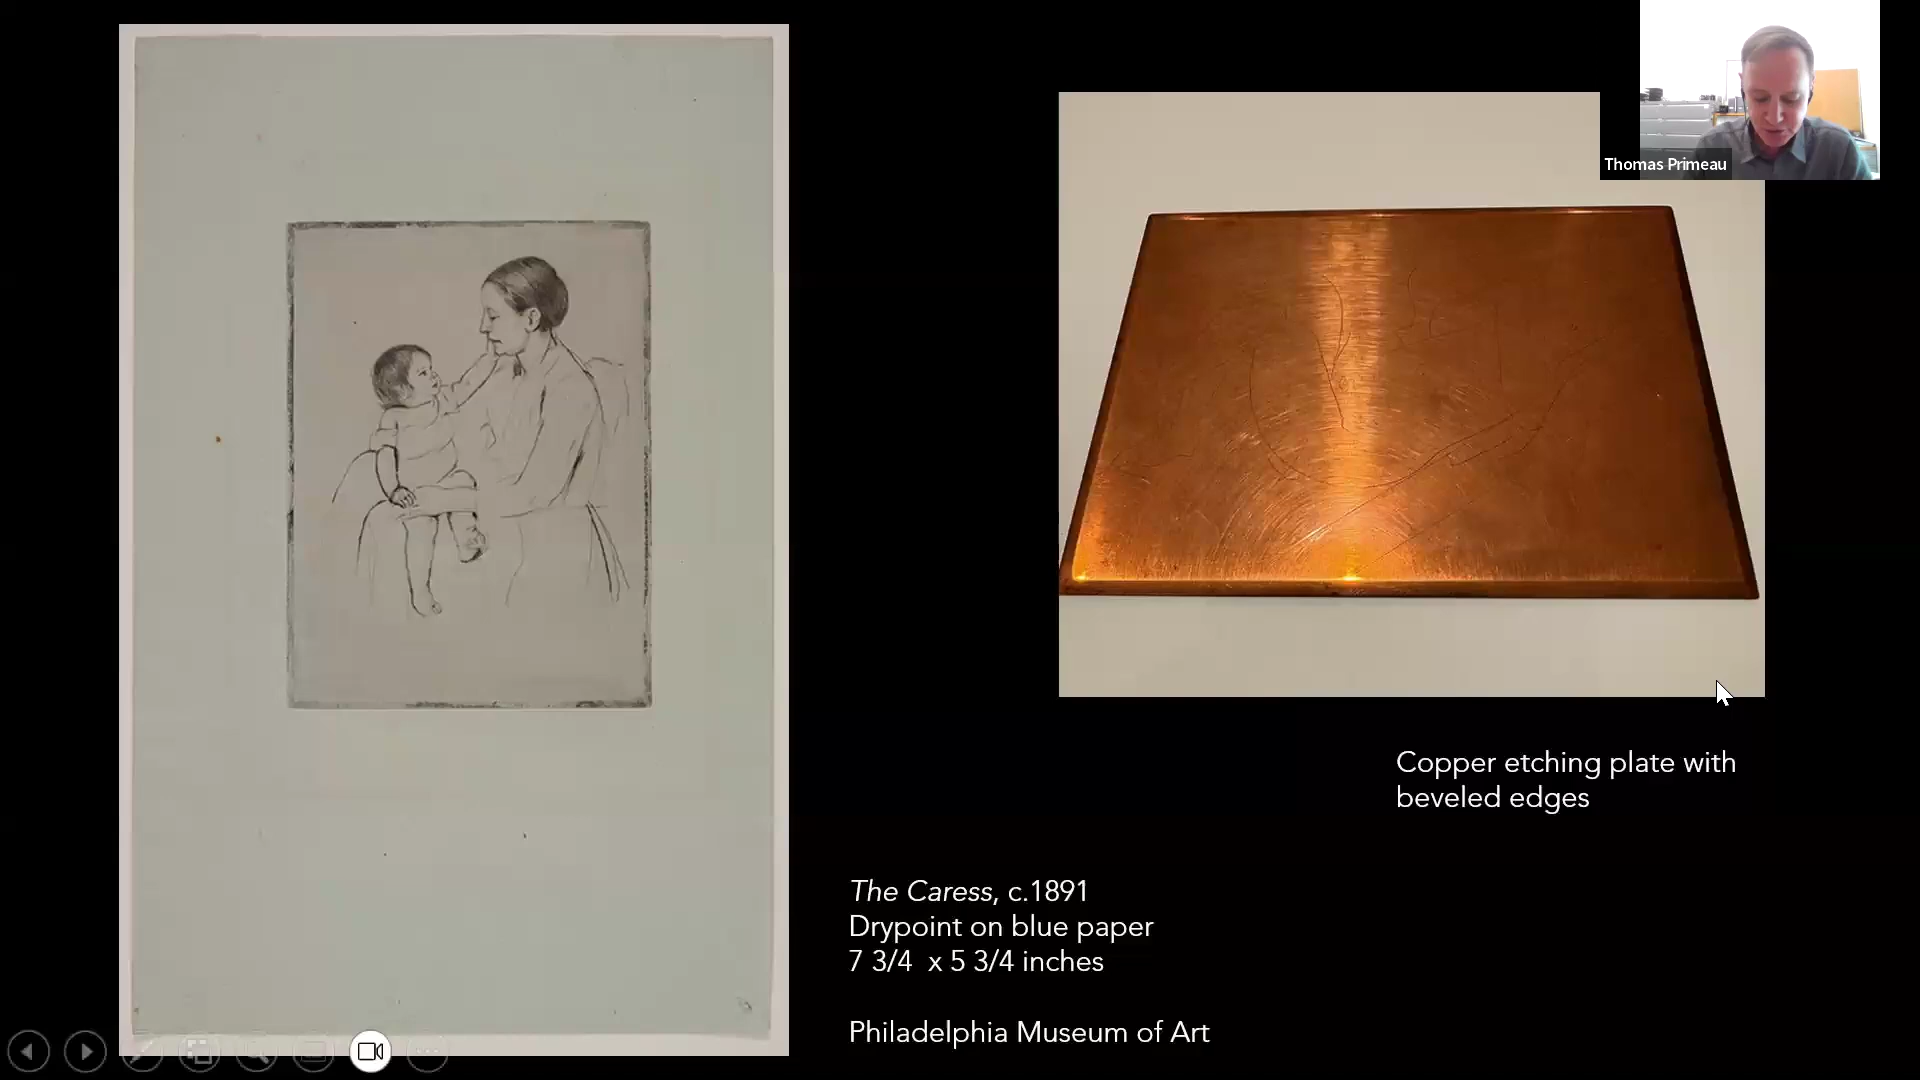 Thomas Primeau
Copper etching plate with
beveled edges
The Caress, c.1891
Drypoint on blue paper
7 3/4  x 5 3/4 inches
Philadelphia Museum of Art